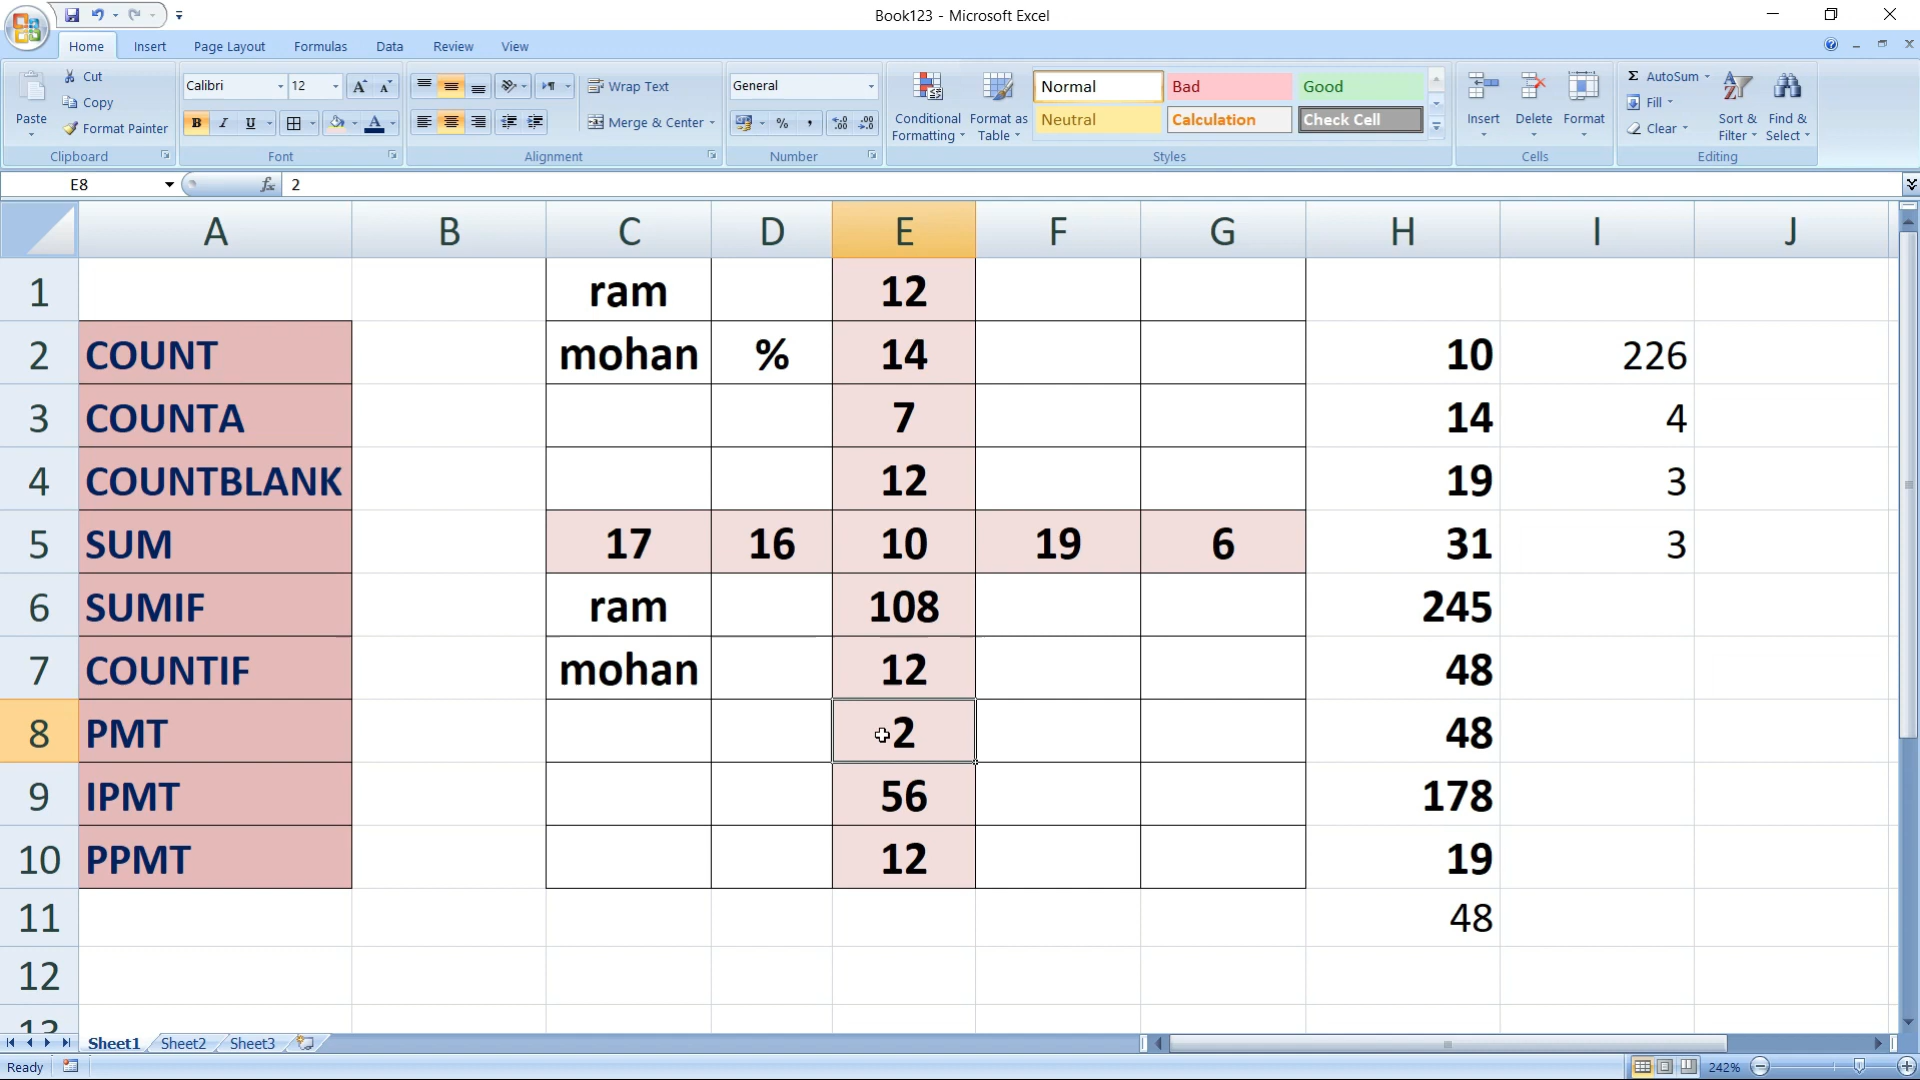 Book123 - Microsoft Excel
Home Insert Page Layout Formulas Data Review View
Paste
Cut
Copy
Format Painter
Clipboard
Calibri 12
B I U
Font
Wrap Text
Merge & Center
Alignment
General
%
Number
Conditional Formatting
Format as Table
Normal Bad Good
Neutral Calculation Check Cell
Styles
Insert Delete Format
Cells
AutoSum
Fill
Clear
Sort & Filter
Find & Select
Editing
E8 fx 2
A B C D E F G H I J
1 ram 12
2 COUNT mohan % 14 10 226
3 COUNTA 7 14 4
4 COUNTBLANK 12 19 3
5 SUM 17 16 10 19 6 31 3
6 SUMIF ram 108 245
7 COUNTIF mohan 12 48
8 PMT 2 48
9 IPMT 56 178
10 PPMT 12 19
11 48
12
13
Sheet1 Sheet2 Sheet3
Ready 242%